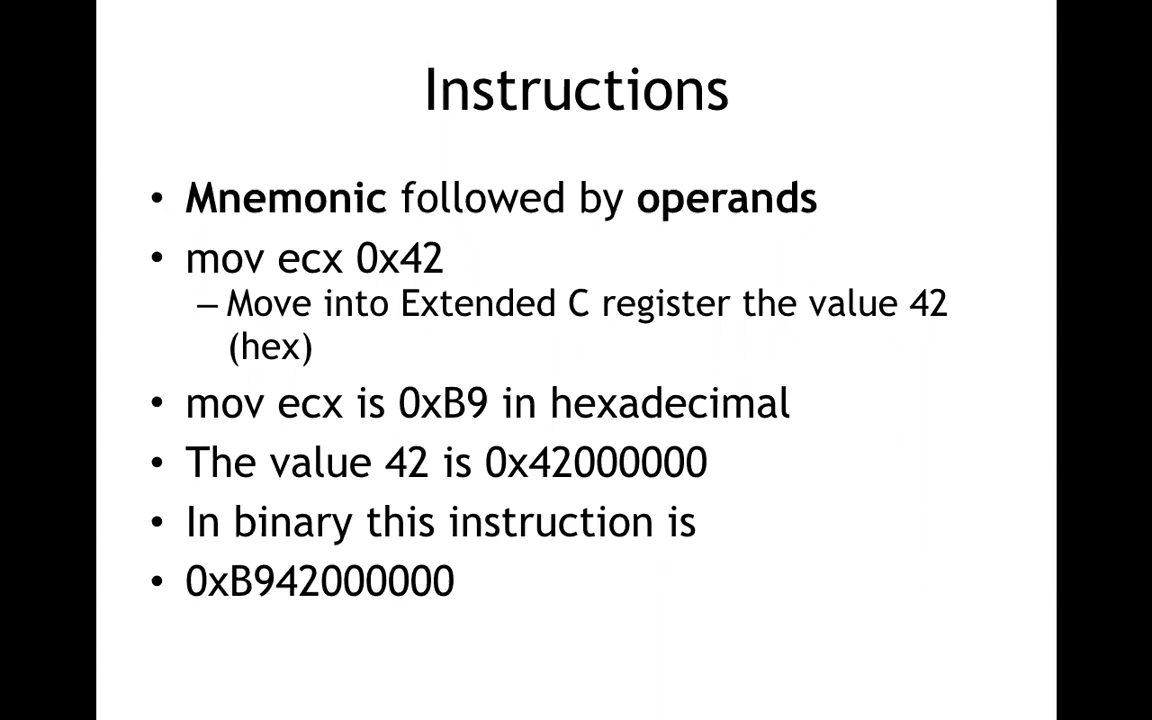 Instructions
• Mnemonic followed by operands
• mov ecx 0x42
– Move into Extended C register the value 42
(hex)
• mov ecx is 0xB9 in hexadecimal
• The value 42 is 0x42000000
• In binary this instruction is
• 0xB942000000